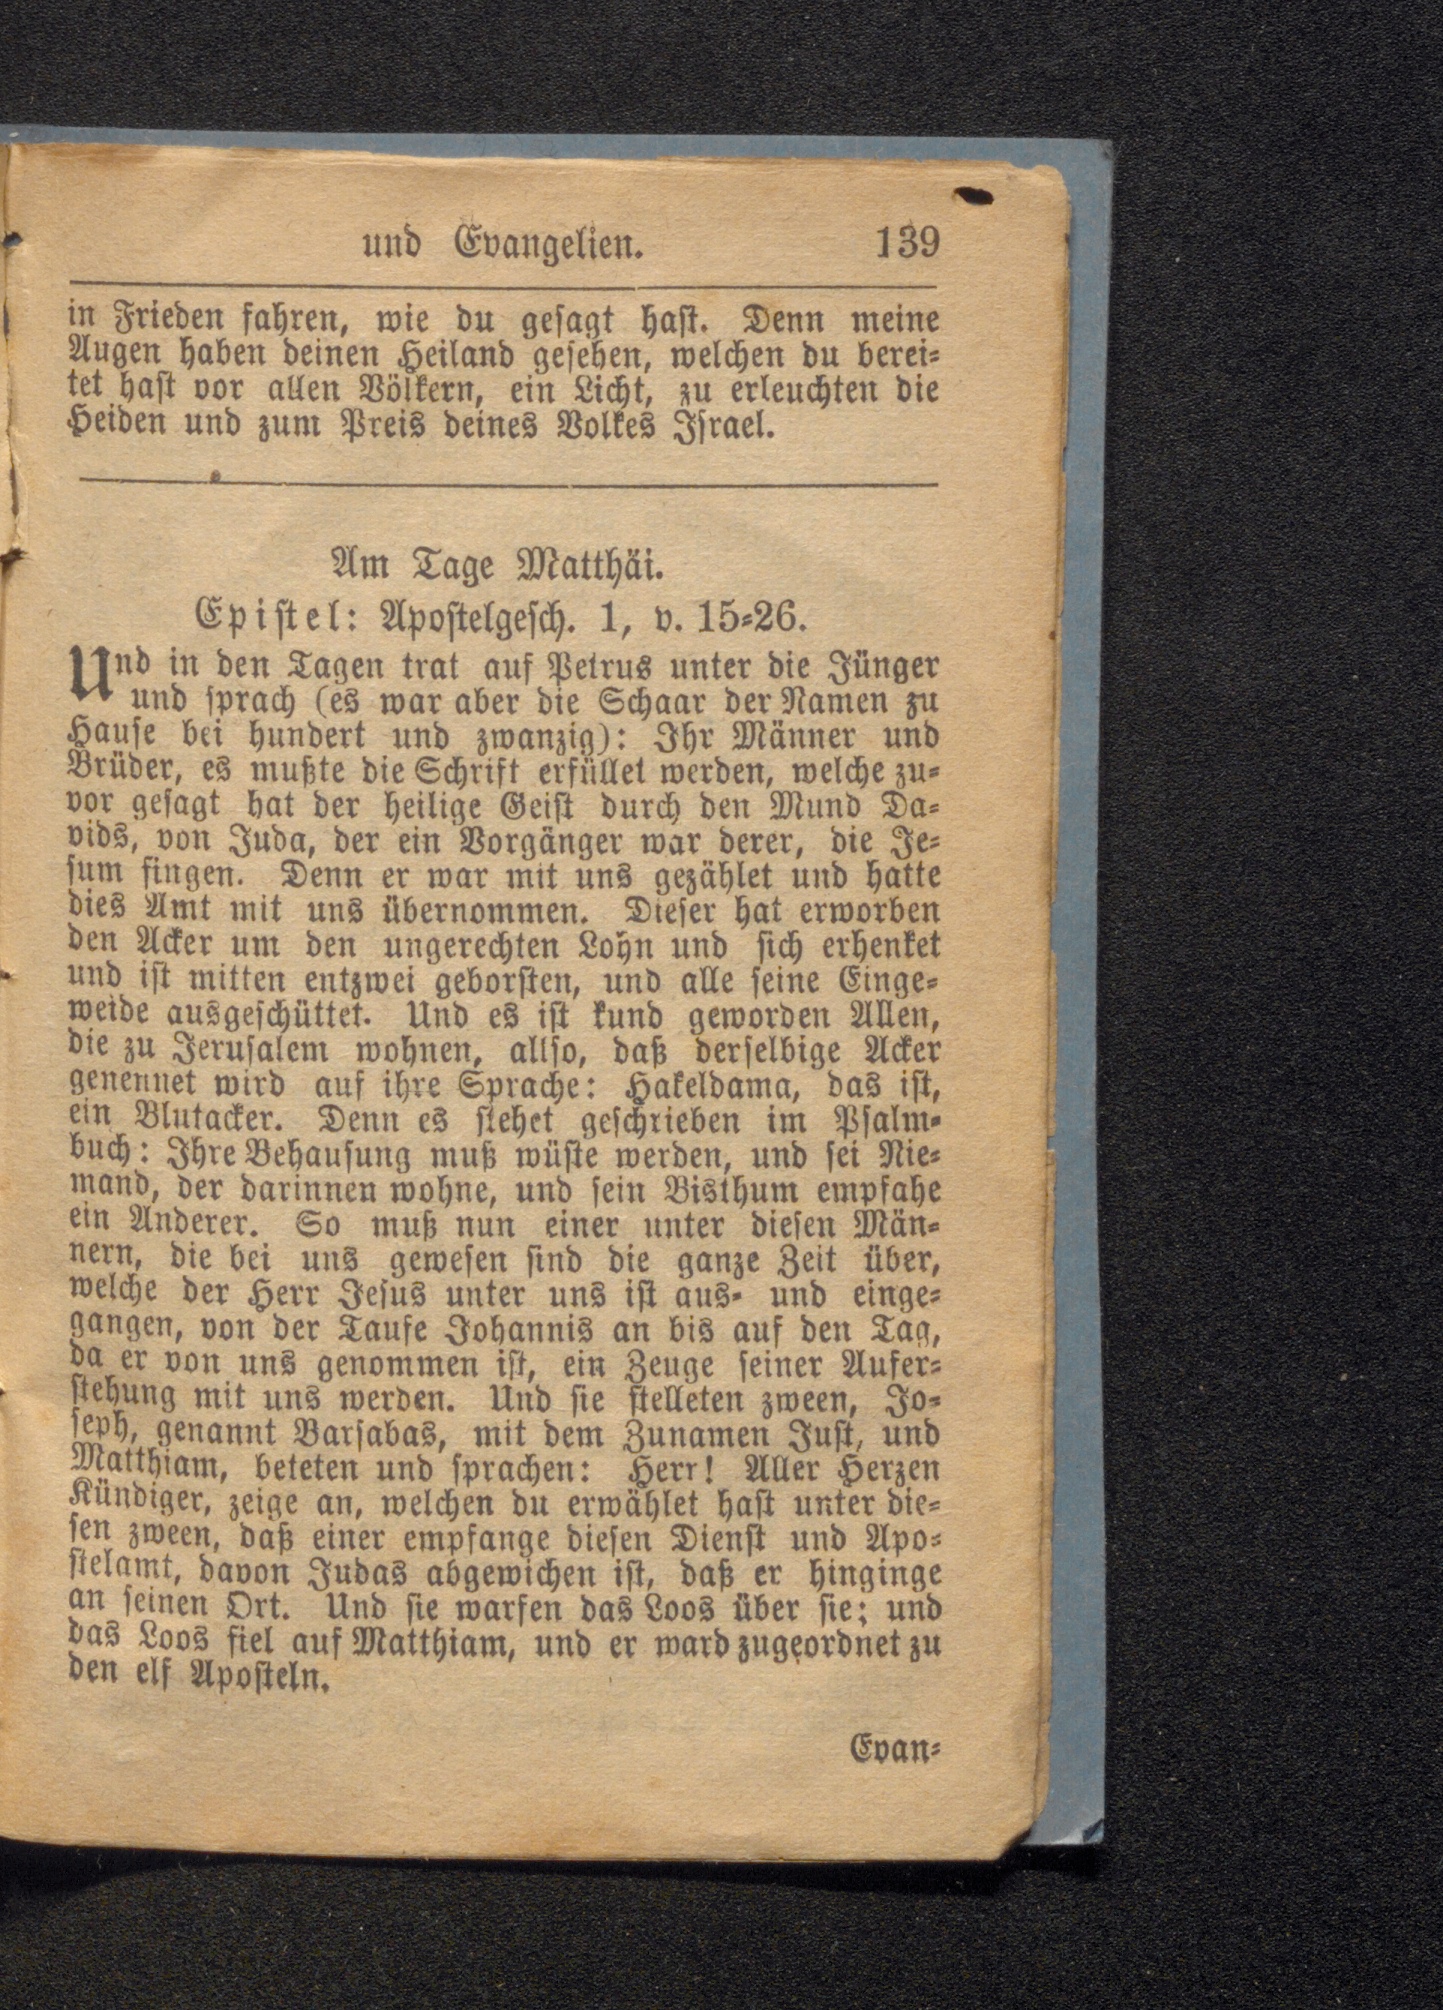 und Evangelien. 139
in Frieden fahren, wie du gesagt hast. Denn meine
Augen haben deinen Heiland gesehen, welchen du berei-
tet hast vor allen Völkern, ein Licht, zu erleuchten die
Heiden und zum Preis deines Volkes Israel.
Am Tage Matthäi.
Epistel: Apostelgesch. 1, v. 15-26.
Und in den Tagen trat auf Petrus unter die Jünger
und sprach (es war aber die Schaar der Namen zu
Hause bei hundert und zwanzig): Ihr Männer und
Brüder, es mußte die Schrift erfüllet werden, welche zu-
vor gesagt hat der heilige Geist durch den Mund Da-
vids, von Juda, der ein Vorgänger war derer, die Je-
sum fingen. Denn er war mit uns gezählet und hatte
dies Amt mit uns übernommen. Dieser hat erworben
den Acker um den ungerechten Lohn und sich erhenket
und ist mitten entzwei geborsten, und alle seine Einge-
weide ausgeschüttet. Und es ist kund geworden Allen,
die zu Jerusalem wohnen, allso, daß derselbige Acker
genennet wird auf ihre Sprache: Hakeldama, das ist,
ein Blutacker. Denn es stehet geschrieben im Psalm-
buch: Ihre Behausung muß wüste werden, und sei Nie-
mand, der darinnen wohne, und sein Bisthum empfahe
ein Anderer. So muß nun einer unter diesen Män-
nern, die bei uns gewesen sind die ganze Zeit über,
welche der Herr Jesus unter uns ist aus- und einge-
gangen, von der Taufe Johannis an bis auf den Tag,
da er von uns genommen ist, ein Zeuge seiner Aufer-
stehung mit uns werden. Und sie stelleten zween, Jo-
seph, genannt Barsabas, mit dem Zunamen Just, und
Matthiam, beteten und sprachen: Herr! Aller Herzen
Kündiger, zeige an, welchen du erwählet hast unter die-
sen zween, daß einer empfange diesen Dienst und Apo-
stelamt, davon Judas abgewichen ist, daß er hinginge
an seinen Ort. Und sie warfen das Loos über sie; und
das Loos fiel auf Matthiam, und er ward zugeordnet zu
den elf Aposteln.
Evan-